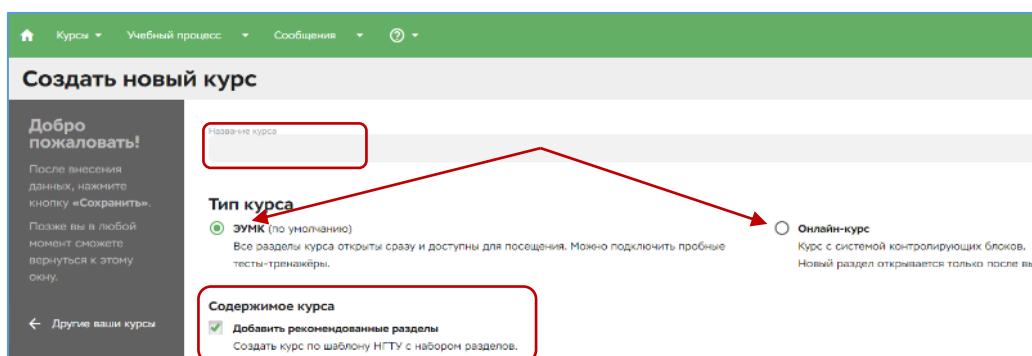 Курсы Учебный процесс Сообщения
Создать новый курс
Добро
пожаловать!
После внесения
данных, нажмите
кнопку «Сохранить».
Позже вы в любой
момент сможете
вернуться к этому
окну.
← Другие ваши курсы
Название курса
Тип курса
ЭУМК (по умолчанию)
Все разделы курса открыты сразу и доступны для посещения. Можно подключить пробные
тесты-тренажёры.
Онлайн-курс
Курс с системой контролирующих блоков.
Новый раздел открывается только после вы
Содержимое курса
Добавить рекомендованные разделы
Создать курс по шаблону НГТУ с набором разделов.